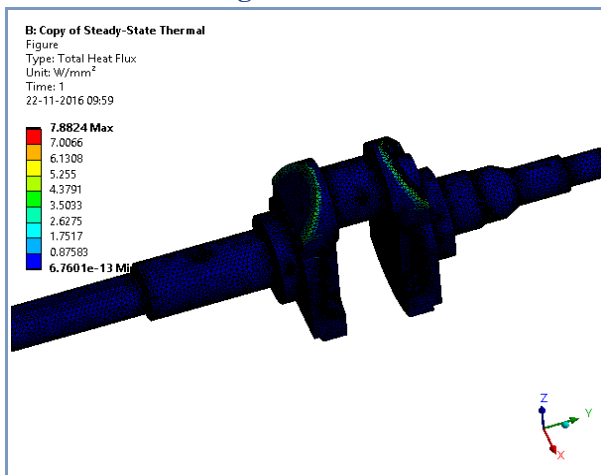 B: Copy of Steady-State Thermal
Figure
Type: Total Heat Flux
Unit: W/mm²
Time: 1
22-11-2016 09:59
7.8824 Max
7.0066
6.1308
5.255
4.3791
3.5033
2.6275
1.7517
0.87583
6.7601e-13 Mi
Z
Y
X